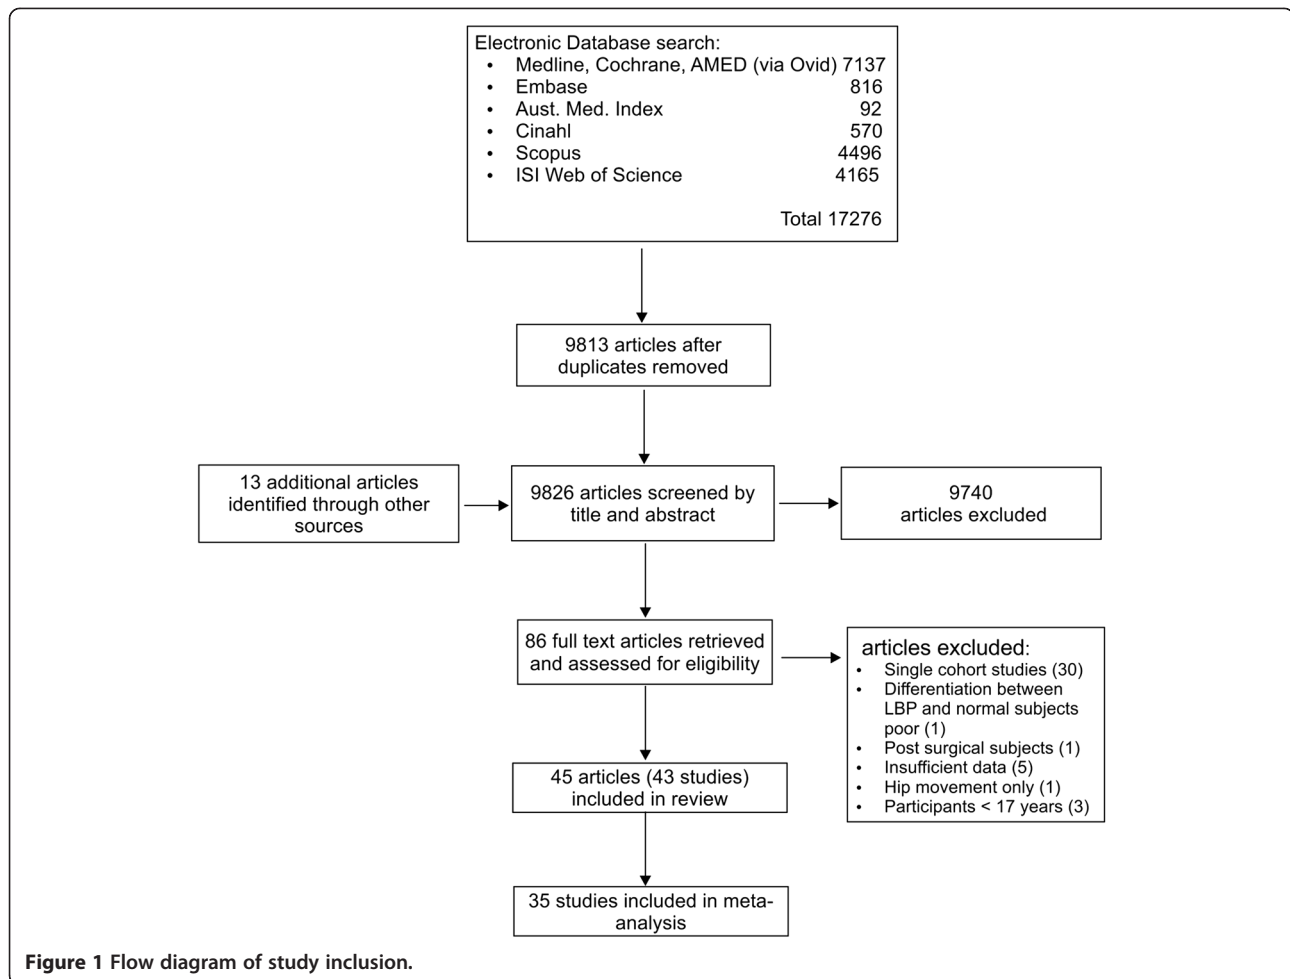 Electronic Database search:
• Medline, Cochrane, AMED (via Ovid) 7137
• Embase 816
• Aust. Med. Index 92
• Cinahl 570
• Scopus 4496
• ISI Web of Science 4165
Total 17276
9813 articles after
duplicates removed
13 additional articles
identified through other
sources
9826 articles screened by
title and abstract
9740
articles excluded
86 full text articles retrieved
and assessed for eligibility
articles excluded:
• Single cohort studies (30)
• Differentiation between
LBP and normal subjects
poor (1)
• Post surgical subjects (1)
• Insufficient data (5)
• Hip movement only (1)
• Participants < 17 years (3)
45 articles (43 studies)
included in review
35 studies included in meta-
analysis
Figure 1 Flow diagram of study inclusion.